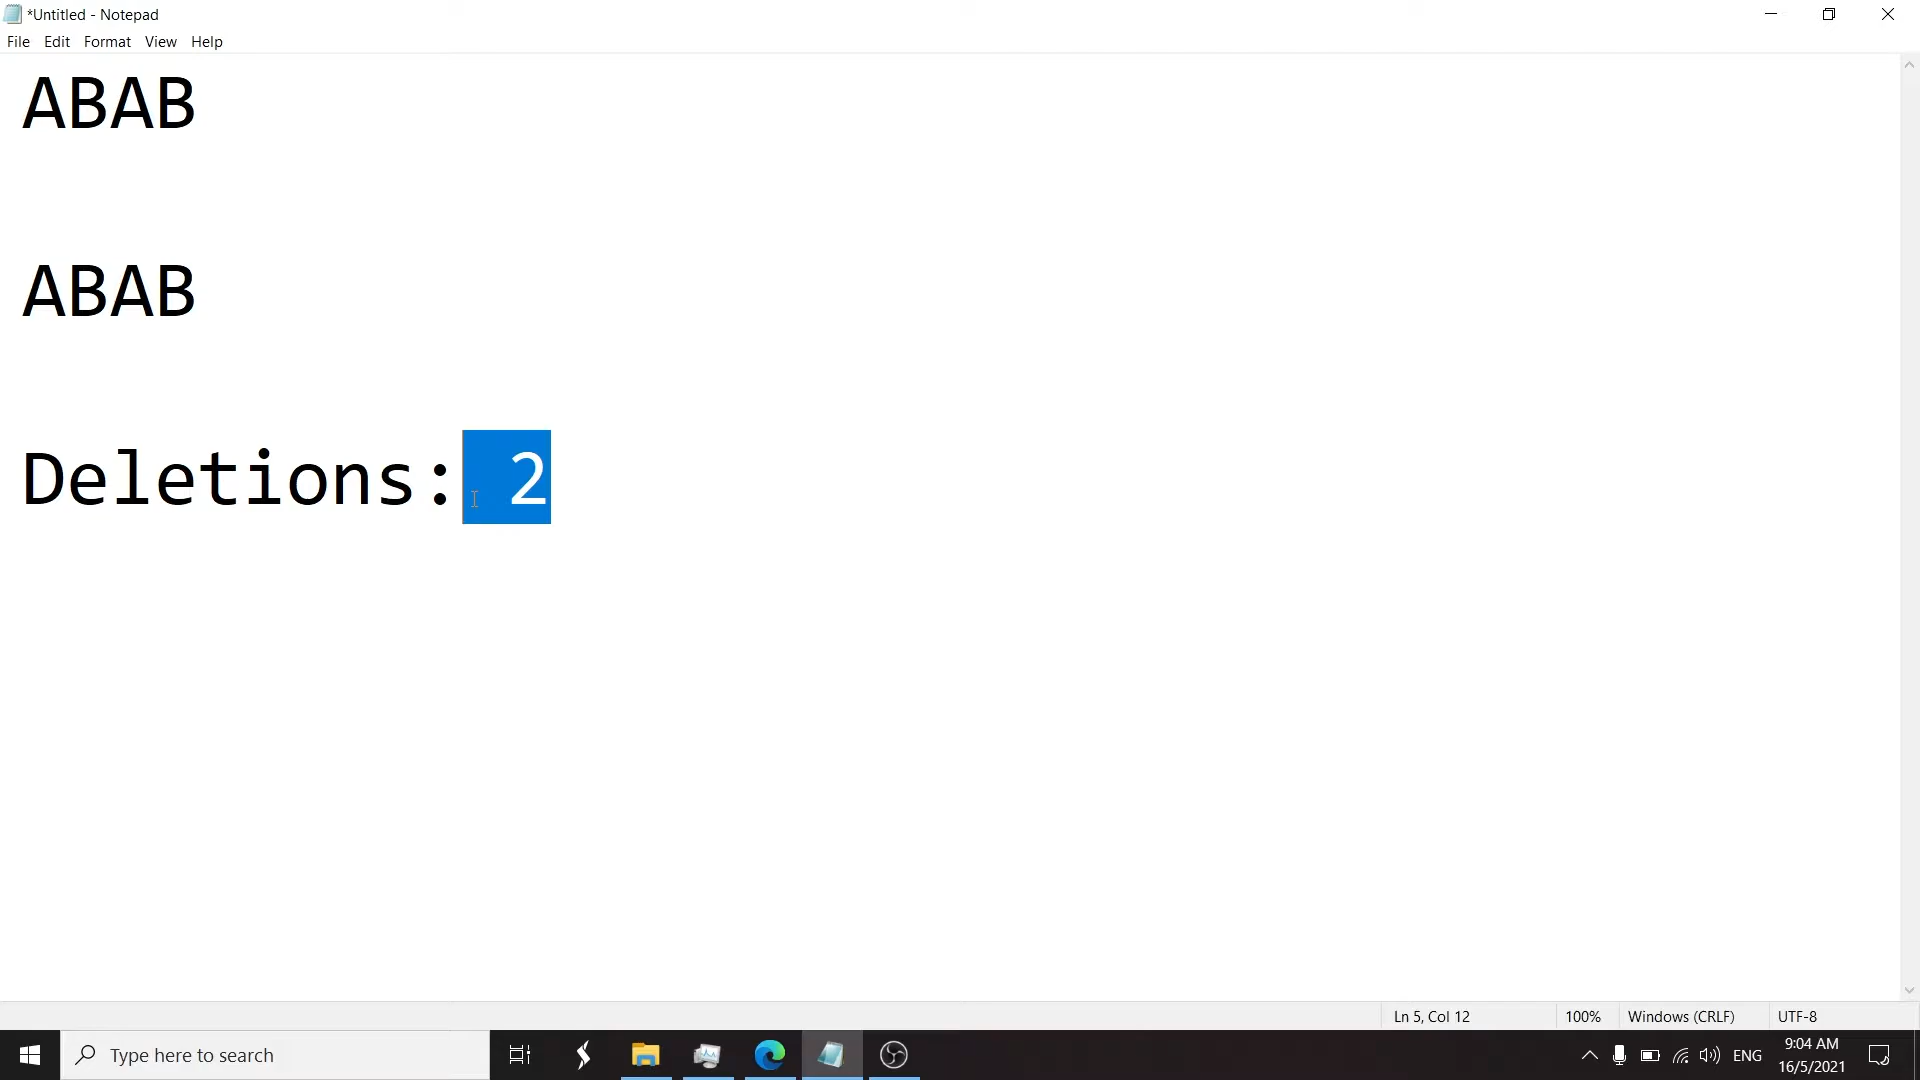 *Untitled - Notepad
File Edit Format View Help
ABAB
ABAB
Deletions: 2
Ln 5, Col 12 100% Windows (CRLF) UTF-8
Type here to search
ENG
9:04 AM
16/5/2021